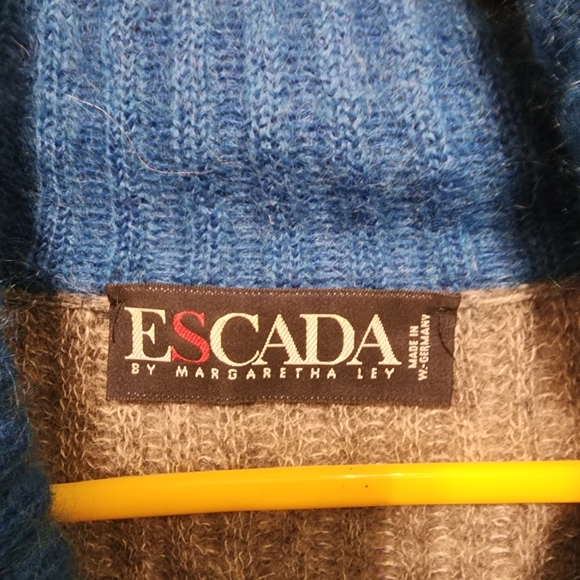 ESCADA
BY MARGARETHA LEY
MADE IN
W.-GERMANY